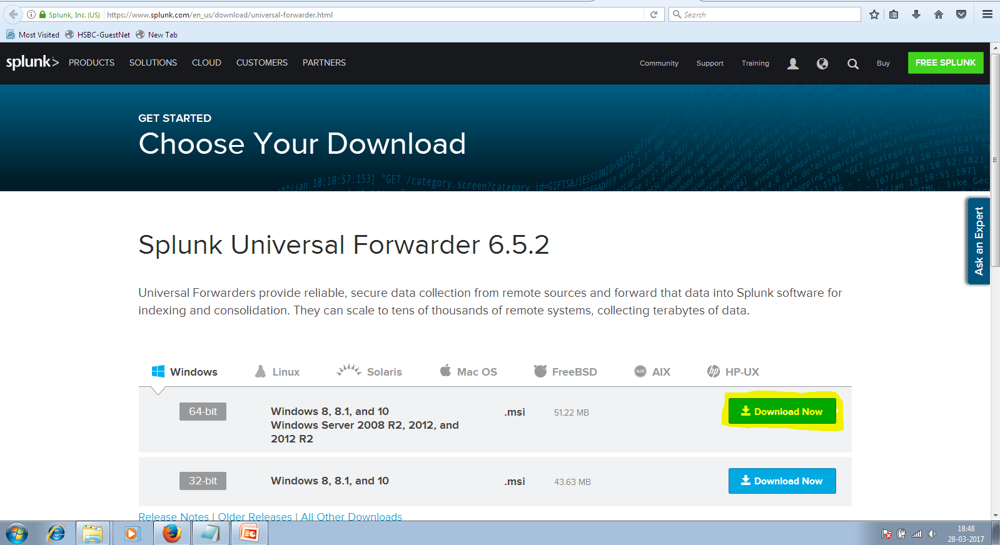 Splunk, Inc. (US)
https://www.splunk.com/en_us/download/universal-forwarder.html
Search
Most Visited
HSBC-GuestNet
New Tab
splunk>
PRODUCTS
SOLUTIONS
CLOUD
CUSTOMERS
PARTNERS
Community
Support
Training
Buy
FREE SPLUNK
GET STARTED
Choose Your Download
Ask an Expert
Splunk Universal Forwarder 6.5.2
Universal Forwarders provide reliable, secure data collection from remote sources and forward that data into Splunk software for
indexing and consolidation. They can scale to tens of thousands of remote systems, collecting terabytes of data.
Windows
Linux
Solaris
Mac OS
FreeBSD
AIX
AIX
hp
HP-UX
64-bit
Windows 8, 8.1, and 10
Windows Server 2008 R2, 2012, and
2012 R2
.msi
51.22 MB
Download Now
32-bit
Windows 8, 8.1, and 10
.msi
43.63 MB
Download Now
Release Notes | Older Releases | All Other Downloads
18:48
28-03-2017